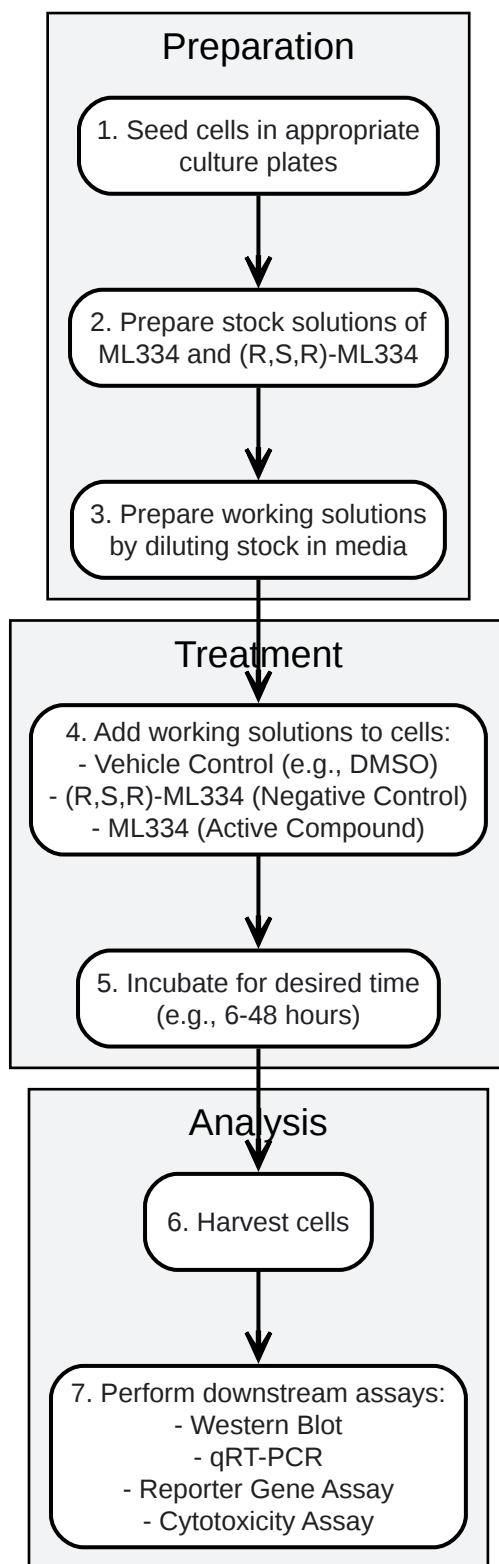 Preparation
1. Seed cells in appropriate
culture plates
2. Prepare stock solutions of
ML334 and (R,S,R)-ML334
3. Prepare working solutions
by diluting stock in media
Treatment
4. Add working solutions to cells:
- Vehicle Control (e.g., DMSO)
- (R,S,R)-ML334 (Negative Control)
- ML334 (Active Compound)
5. Incubate for desired time
(e.g., 6-48 hours)
Analysis
6. Harvest cells
7. Perform downstream assays:
- Western Blot
- qRT-PCR
- Reporter Gene Assay
- Cytotoxicity Assay